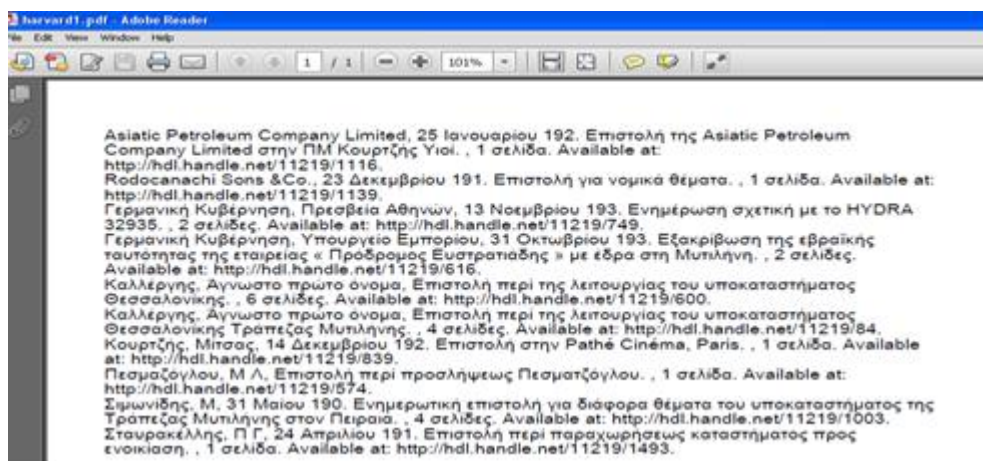 harvard1.pdf - Adobe Reader
File Edit View Window Help
1 / 1 101%
Asiatic Petroleum Company Limited, 25 Ιανουαρίου 192. Επιστολή της Asiatic Petroleum
Company Limited στην ΠΜ Κουρτζής Υιοί. , 1 σελίδα. Available at:
http://hdl.handle.net/11219/1116.
Rodocanachi Sons &Co., 23 Δεκεμβρίου 191. Επιστολή για νομικά θέματα. , 1 σελίδα. Available at:
http://hdl.handle.net/11219/1139.
Γερμανική Κυβέρνηση, Πρεσβεία Αθηνών, 13 Νοεμβρίου 193. Ενημέρωση σχετική με το HYDRA
32935. , 2 σελίδες. Available at: http://hdl.handle.net/11219/749.
Γερμανική Κυβέρνηση, Υπουργείο Εμπορίου, 31 Οκτωβρίου 193. Εξακρίβωση της εβραϊκής
ταυτότητας της εταιρείας « Πρόδρομος Ευστρατιάδης » με έδρα στη Μυτιλήνη. , 2 σελίδες.
Available at: http://hdl.handle.net/11219/616.
Καλλέργης, Άγνωστο πρώτο όνομα, Επιστολή περί της λειτουργίας του υποκαταστήματος
Θεσσαλονίκης. , 6 σελίδες. Available at: http://hdl.handle.net/11219/600.
Καλλέργης, Άγνωστο πρώτο όνομα, Επιστολή περί της λειτουργίας του υποκαταστήματος
Θεσσαλονίκης Τράπεζας Μυτιλήνης. , 4 σελίδες. Available at: http://hdl.handle.net/11219/84.
Κουρτζής, Μίτσας, 14 Δεκεμβρίου 192. Επιστολή στην Pathé Cinéma, Paris. , 1 σελίδα. Available
at: http://hdl.handle.net/11219/839.
Πεσμαζόγλου, Μ Λ, Επιστολή περί προσλήψεως Πεσματζόγλου. , 1 σελίδα. Available at:
http://hdl.handle.net/11219/574.
Σιμωνίδης, Μ, 31 Μαίου 190. Ενημερωτική επιστολή για διάφορα θέματα του υποκαταστήματος της
Τράπεζας Μυτιλήνης στον Πειραιά. , 4 σελίδες. Available at: http://hdl.handle.net/11219/1003.
Σταυρακέλλης, Π Γ, 24 Απριλίου 191. Επιστολή περί παραχωρήσεως καταστήματος προς
ενοικίαση. , 1 σελίδα. Available at: http://hdl.handle.net/11219/1493.